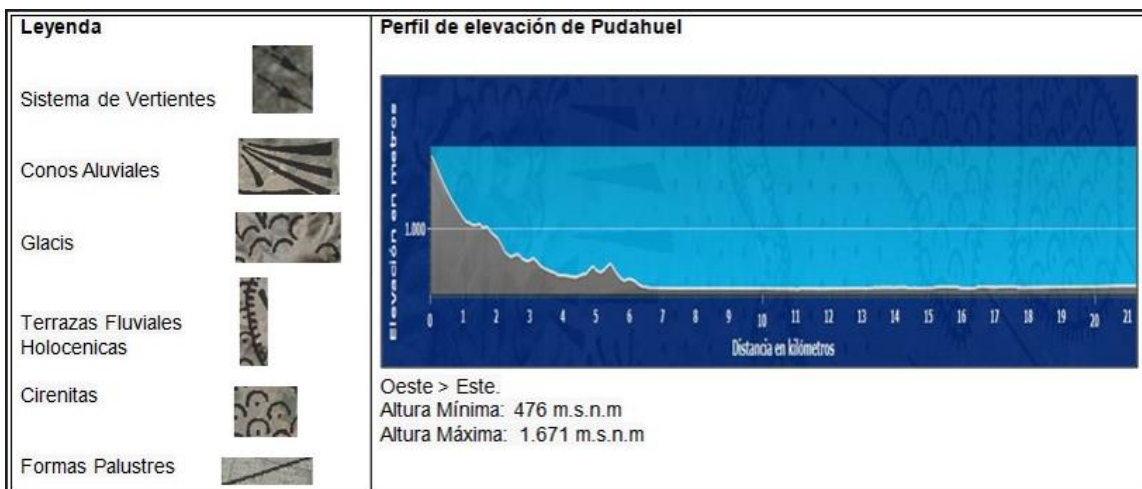 Leyenda
Sistema de Vertientes
Conos Aluviales
Glacis
Terrazas Fluviales
Holocenicas
Cirenitas
Formas Palustres
Perfil de elevación de Pudahuel
Elevación en metros
1.000
0 1 2 3 4 5 6 7 8 9 10 11 12 13 14 15 16 17 18 19 20 21
Distancia en kilómetros
Oeste > Este.
Altura Mínima: 476 m.s.n.m
Altura Máxima: 1.671 m.s.n.m